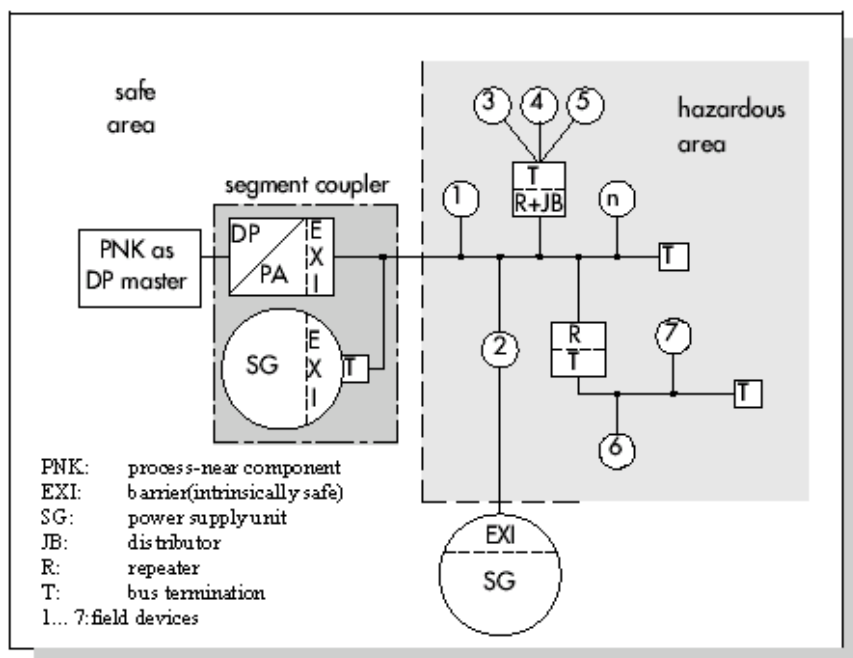 safe
area
hazardous
area
3
4
5
T
R+JB
segment coupler
1
n
DP
PA
E
X
I
PNK as
DP master
T
SG
E
X
I
T
2
R
T
7
T
6
EXI
SG
PNK: process-near component
EXI: barrier(intrinsically safe)
SG: power supply unit
JB: distributor
R: repeater
T: bus termination
1... 7:field devices